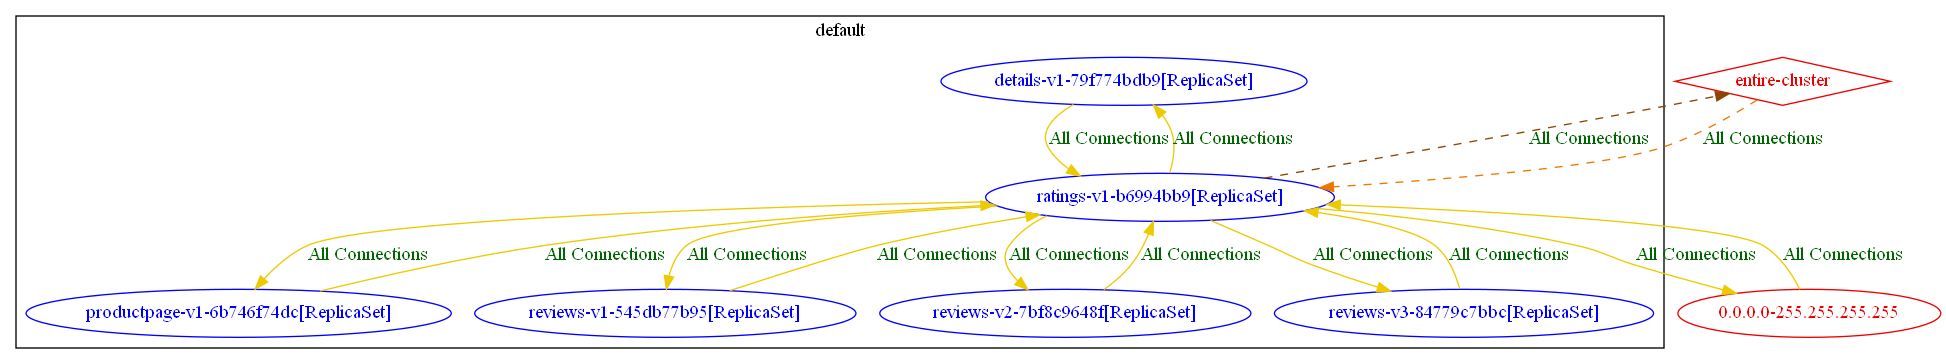 default
details-v1-79f774bdb9[ReplicaSet]
entire-cluster
All Connections
All Connections
All Connections
All Connections
ratings-v1-b6994bb9[ReplicaSet]
All Connections
All Connections
All Connections
All Connections
All Connections
All Connections
All Connections
All Connections
All Connections
All Connections
productpage-v1-6b746f74dc[ReplicaSet]
reviews-v1-545db77b95[ReplicaSet]
reviews-v2-7bf8c9648f[ReplicaSet]
reviews-v3-84779c7bbc[ReplicaSet]
0.0.0.0-255.255.255.255